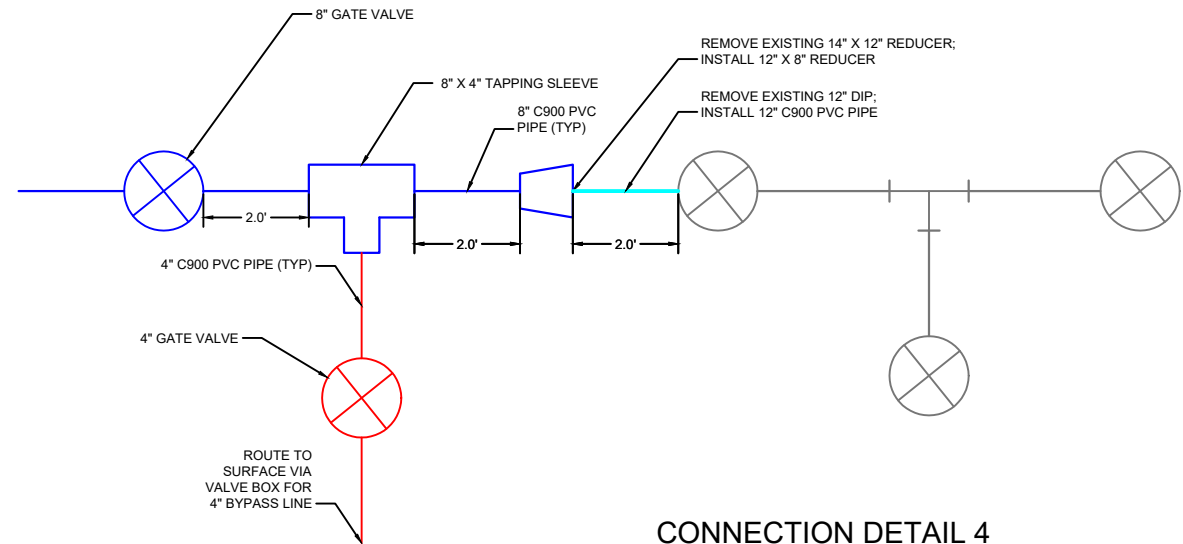 8" GATE VALVE
REMOVE EXISTING 14" X 12" REDUCER;
INSTALL 12" X 8" REDUCER
8" X 4" TAPPING SLEEVE
REMOVE EXISTING 12" DIP;
INSTALL 12" C900 PVC PIPE
8" C900 PVC
PIPE (TYP)
2.0'
2.0'
2.0'
4" C900 PVC PIPE (TYP)
4" GATE VALVE
ROUTE TO
SURFACE VIA
VALVE BOX FOR
4" BYPASS LINE
CONNECTION DETAIL 4